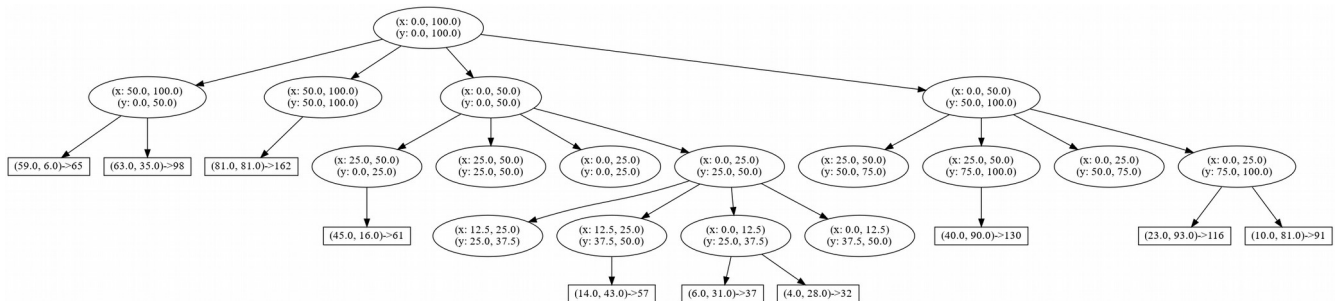 (x: 0.0, 100.0)
(y: 0.0, 100.0)
(x: 50.0, 100.0)
(y: 0.0, 50.0)
(x: 50.0, 100.0)
(y: 50.0, 100.0)
(x: 0.0, 50.0)
(y: 0.0, 50.0)
(x: 0.0, 50.0)
(y: 50.0, 100.0)
(59.0, 6.0)->65
(63.0, 35.0)->98
(81.0, 81.0)->162
(x: 25.0, 50.0)
(y: 0.0, 25.0)
(x: 25.0, 50.0)
(y: 25.0, 50.0)
(x: 0.0, 25.0)
(y: 0.0, 25.0)
(x: 0.0, 25.0)
(y: 25.0, 50.0)
(x: 25.0, 50.0)
(y: 50.0, 75.0)
(x: 25.0, 50.0)
(y: 75.0, 100.0)
(x: 0.0, 25.0)
(y: 50.0, 75.0)
(x: 0.0, 25.0)
(y: 75.0, 100.0)
(45.0, 16.0)->61
(x: 12.5, 25.0)
(y: 25.0, 37.5)
(x: 12.5, 25.0)
(y: 37.5, 50.0)
(x: 0.0, 12.5)
(y: 25.0, 37.5)
(x: 0.0, 12.5)
(y: 37.5, 50.0)
(40.0, 90.0)->130
(23.0, 93.0)->116
(10.0, 81.0)->91
(14.0, 43.0)->57
(6.0, 31.0)->37
(4.0, 28.0)->32